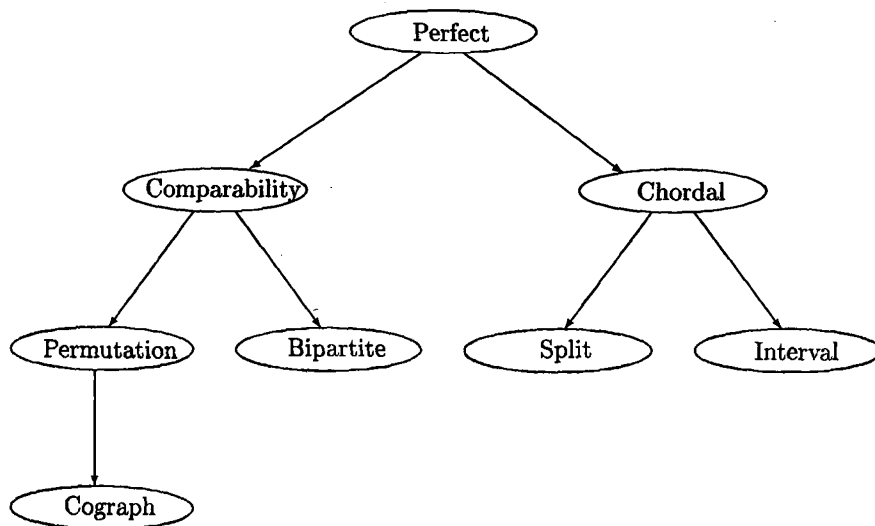 Perfect
Comparability
Chordal
Permutation
Bipartite
Split
Interval
Cograph